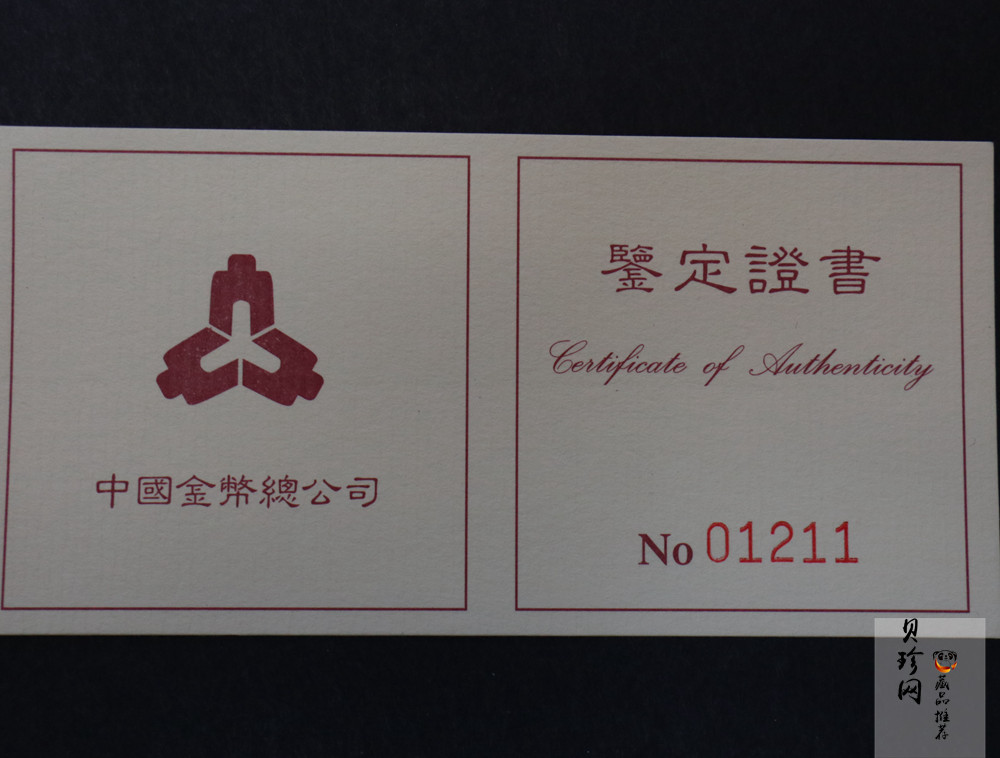 中國金幣總公司
鑒定證書
Certificate of Authenticity
No 01211
贝珍网
藏品推荐